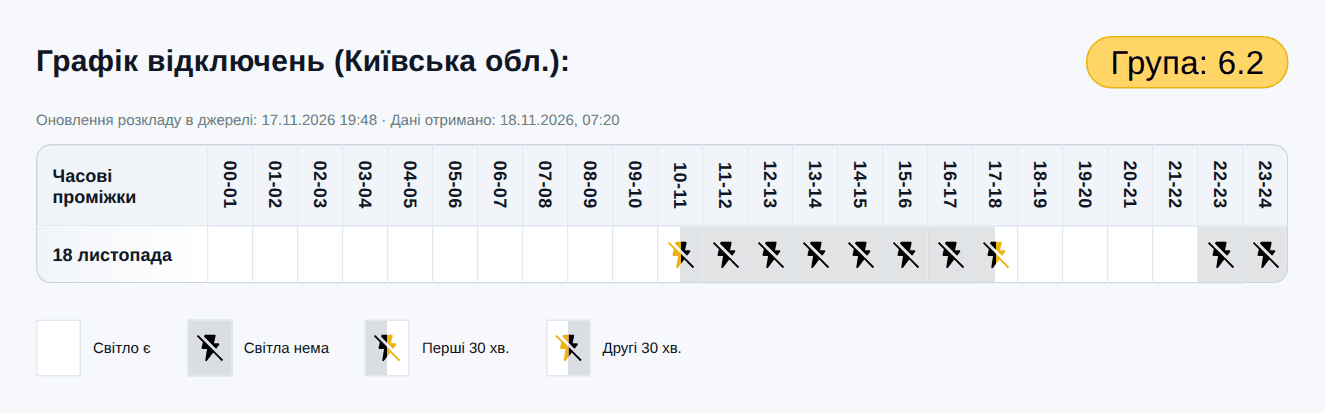 Графік відключень (Київська обл.):
Група: 6.2
Оновлення розкладу в джерелі: 17.11.2026 19:48 · Дані отримано: 18.11.2026, 07:20
Часові
проміжки
00-01
01-02
02-03
03-04
04-05
05-06
06-07
07-08
08-09
09-10
10-11
11-12
12-13
13-14
14-15
15-16
16-17
17-18
18-19
19-20
20-21
21-22
22-23
23-24
18 листопада
Світло є
Світла нема
Перші 30 хв.
Другі 30 хв.